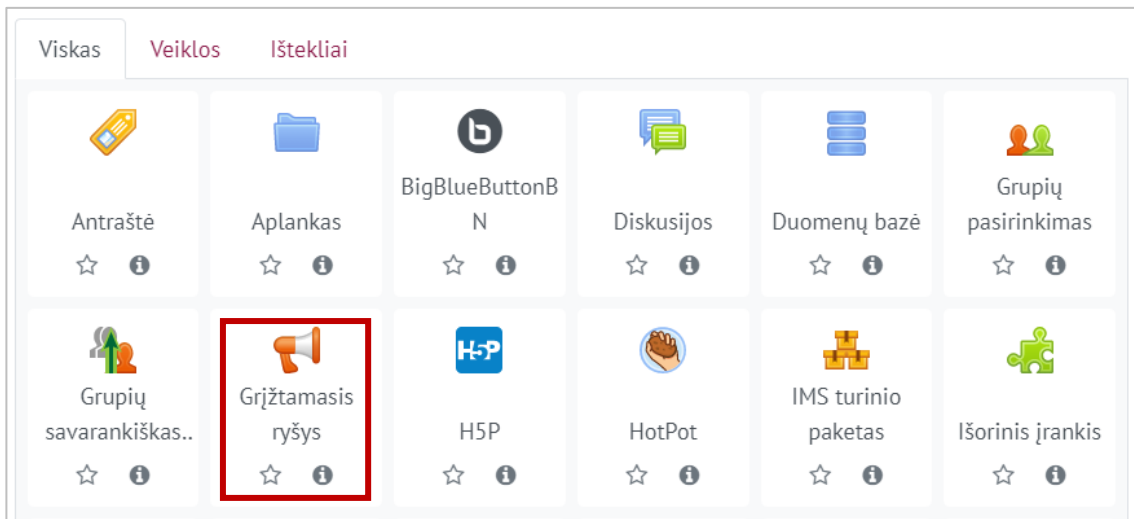 Viskas Veiklos Ištekliai
BigBlueButtonB Grupių
Antraštė Aplankas N Diskusijos Duomenų bazė pasirinkimas
H5P
Grupių Grįžtamasis IMS turinio
savarankiškas.. ryšys H5P HotPot paketas Išorinis įrankis